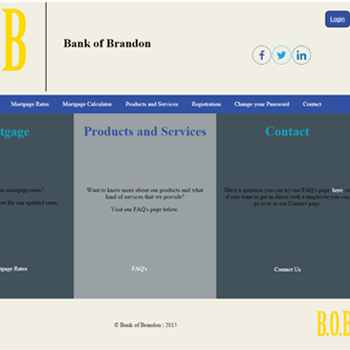 B
Bank of Brandon
Login
Mortgage Rates Mortgage Calculator Products and Services Registration Change your Password Contact
tgage
Products and Services
Contact
mortgage rates?
Want to know more about our products and what
kind of services that we provide?
Have a question you can try our FAQ's page here
if you want to get in direct with a employee you can
see the our updated rates.
Visit our FAQ's page below.
go over to our Contact page.
tgage Rates
FAQ's
Contact Us
© Bank of Brandon | 2015
B.O.B